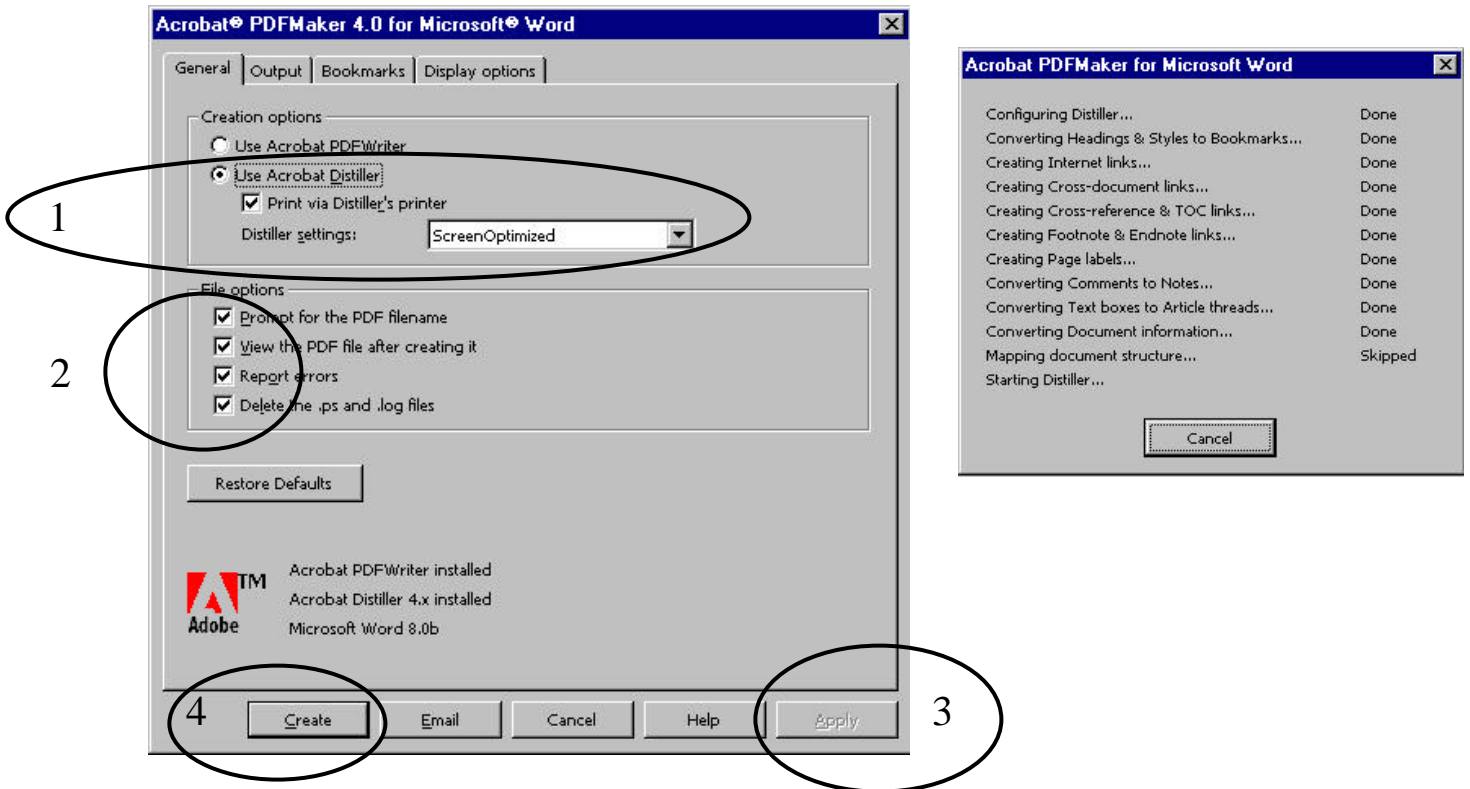 Acrobat® PDFMaker 4.0 for Microsoft® Word
General Output Bookmarks Display options
Creation options
Use Acrobat PDFWriter
Use Acrobat Distiller
1
Print via Distiller's printer
Distiller settings: ScreenOptimized
File options
Prompt for the PDF filename
View the PDF file after creating it
2
Report errors
Delete the .ps and .log files
Restore Defaults
TM
Adobe
Acrobat PDFWriter installed
Acrobat Distiller 4.x installed
Microsoft Word 8.0b
4 Create Email Cancel Help Apply 3
Acrobat PDFMaker for Microsoft Word
Configuring Distiller... Done
Converting Headings & Styles to Bookmarks... Done
Creating Internet links... Done
Creating Cross-document links... Done
Creating Cross-reference & TOC links... Done
Creating Footnote & Endnote links... Done
Creating Page labels... Done
Converting Comments to Notes... Done
Converting Text boxes to Article threads... Done
Converting Document information... Done
Mapping document structure... Skipped
Starting Distiller...
Cancel